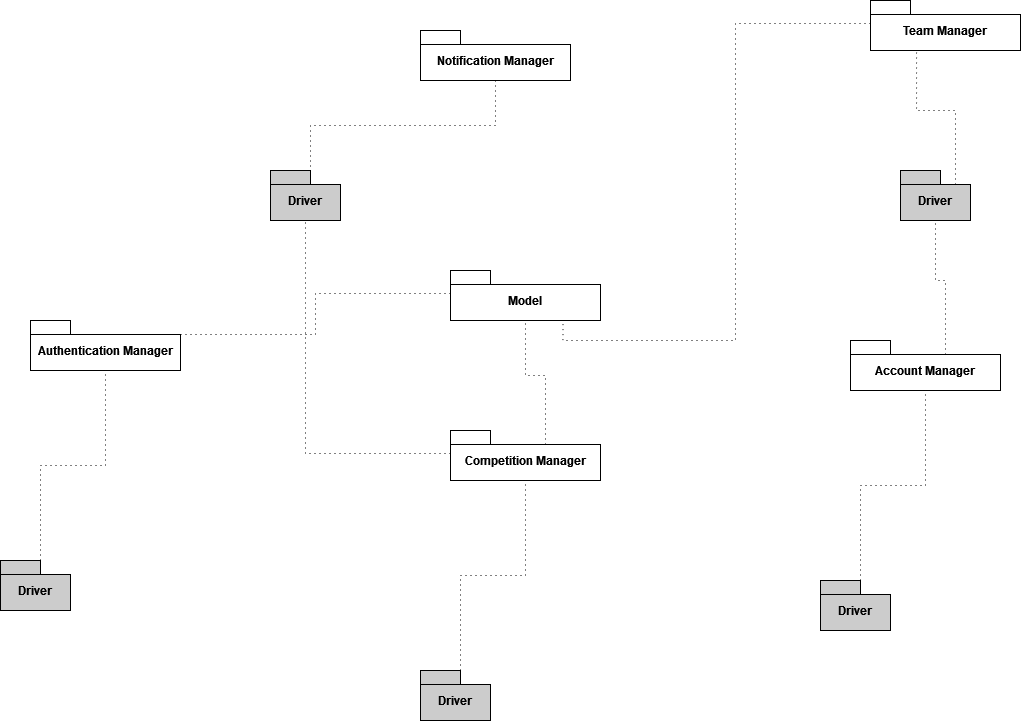 Team Manager
Notification Manager
Driver
Driver
Model
Authentication Manager
Account Manager
Competition Manager
Driver
Driver
Driver